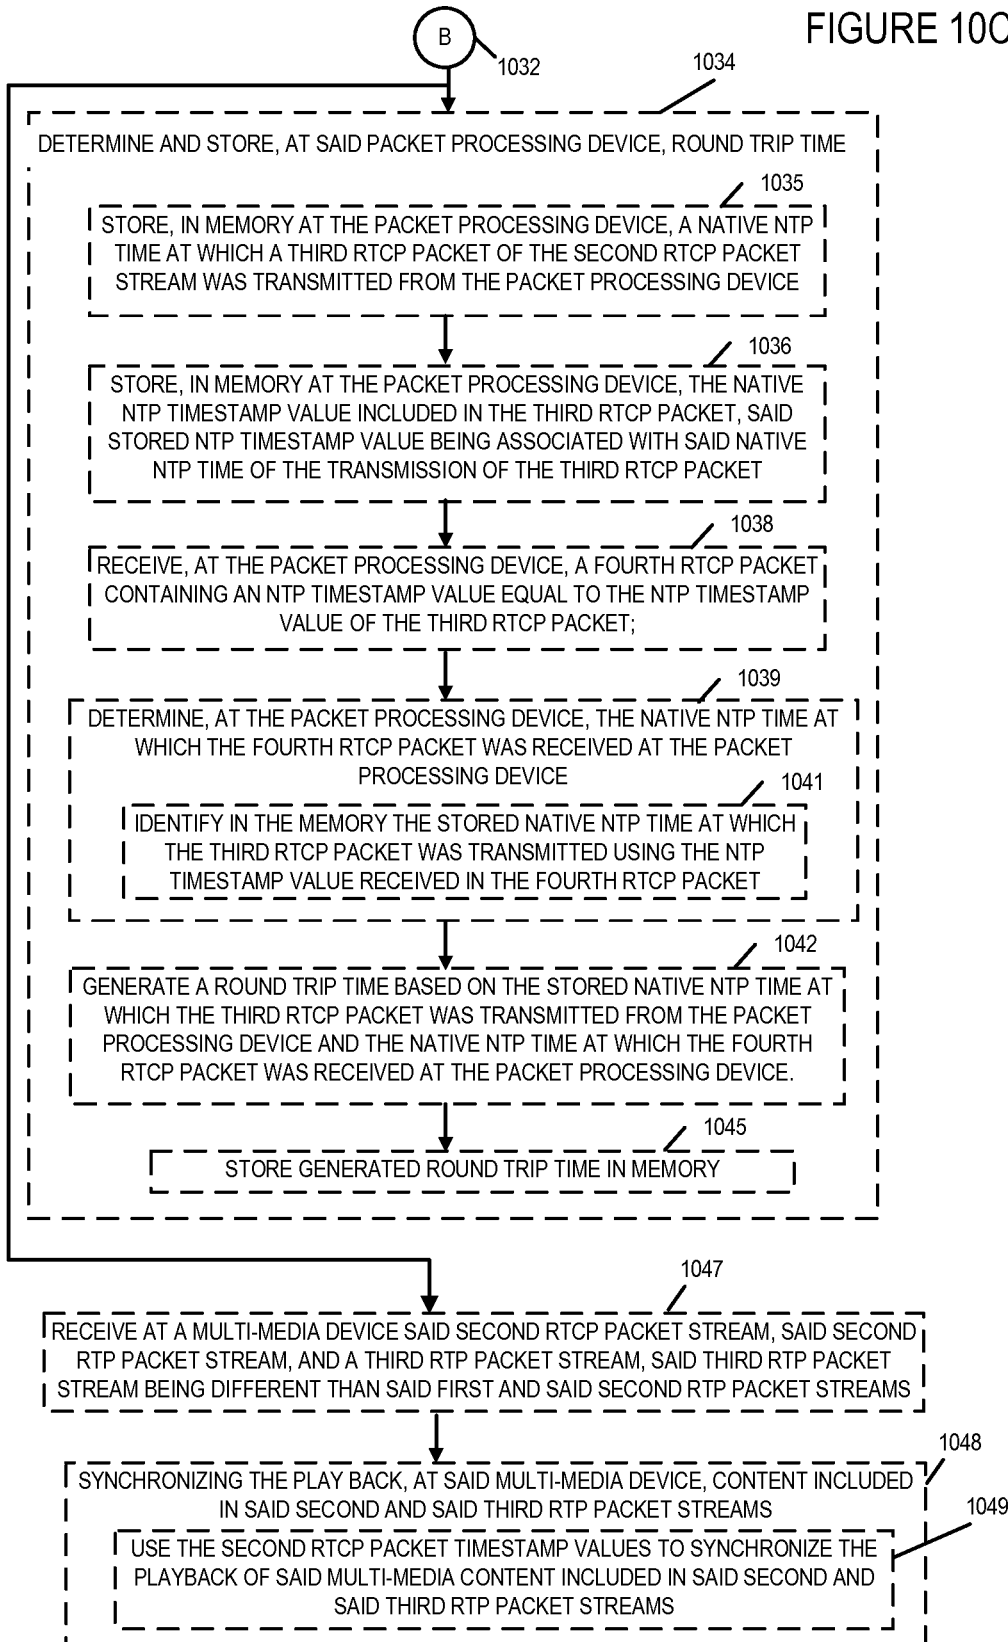 FIGURE 10C
B
1032
1034
DETERMINE AND STORE, AT SAID PACKET PROCESSING DEVICE, ROUND TRIP TIME
1035
STORE, IN MEMORY AT THE PACKET PROCESSING DEVICE, A NATIVE NTP
TIME AT WHICH A THIRD RTCP PACKET OF THE SECOND RTCP PACKET
STREAM WAS TRANSMITTED FROM THE PACKET PROCESSING DEVICE
1036
STORE, IN MEMORY AT THE PACKET PROCESSING DEVICE, THE NATIVE
NTP TIMESTAMP VALUE INCLUDED IN THE THIRD RTCP PACKET, SAID
STORED NTP TIMESTAMP VALUE BEING ASSOCIATED WITH SAID NATIVE
NTP TIME OF THE TRANSMISSION OF THE THIRD RTCP PACKET
1038
RECEIVE, AT THE PACKET PROCESSING DEVICE, A FOURTH RTCP PACKET
CONTAINING AN NTP TIMESTAMP VALUE EQUAL TO THE NTP TIMESTAMP
VALUE OF THE THIRD RTCP PACKET;
1039
DETERMINE, AT THE PACKET PROCESSING DEVICE, THE NATIVE NTP TIME AT
WHICH THE FOURTH RTCP PACKET WAS RECEIVED AT THE PACKET
PROCESSING DEVICE
1041
IDENTIFY IN THE MEMORY THE STORED NATIVE NTP TIME AT WHICH
THE THIRD RTCP PACKET WAS TRANSMITTED USING THE NTP
TIMESTAMP VALUE RECEIVED IN THE FOURTH RTCP PACKET
1042
GENERATE A ROUND TRIP TIME BASED ON THE STORED NATIVE NTP TIME AT
WHICH THE THIRD RTCP PACKET WAS TRANSMITTED FROM THE PACKET
PROCESSING DEVICE AND THE NATIVE NTP TIME AT WHICH THE FOURTH
RTCP PACKET WAS RECEIVED AT THE PACKET PROCESSING DEVICE.
1045
STORE GENERATED ROUND TRIP TIME IN MEMORY
1047
RECEIVE AT A MULTI-MEDIA DEVICE SAID SECOND RTCP PACKET STREAM, SAID SECOND
RTP PACKET STREAM, AND A THIRD RTP PACKET STREAM, SAID THIRD RTP PACKET
STREAM BEING DIFFERENT THAN SAID FIRST AND SAID SECOND RTP PACKET STREAMS
1048
SYNCHRONIZING THE PLAY BACK, AT SAID MULTI-MEDIA DEVICE, CONTENT INCLUDED
IN SAID SECOND AND SAID THIRD RTP PACKET STREAMS
1049
USE THE SECOND RTCP PACKET TIMESTAMP VALUES TO SYNCHRONIZE THE
PLAYBACK OF SAID MULTI-MEDIA CONTENT INCLUDED IN SAID SECOND AND
SAID THIRD RTP PACKET STREAMS